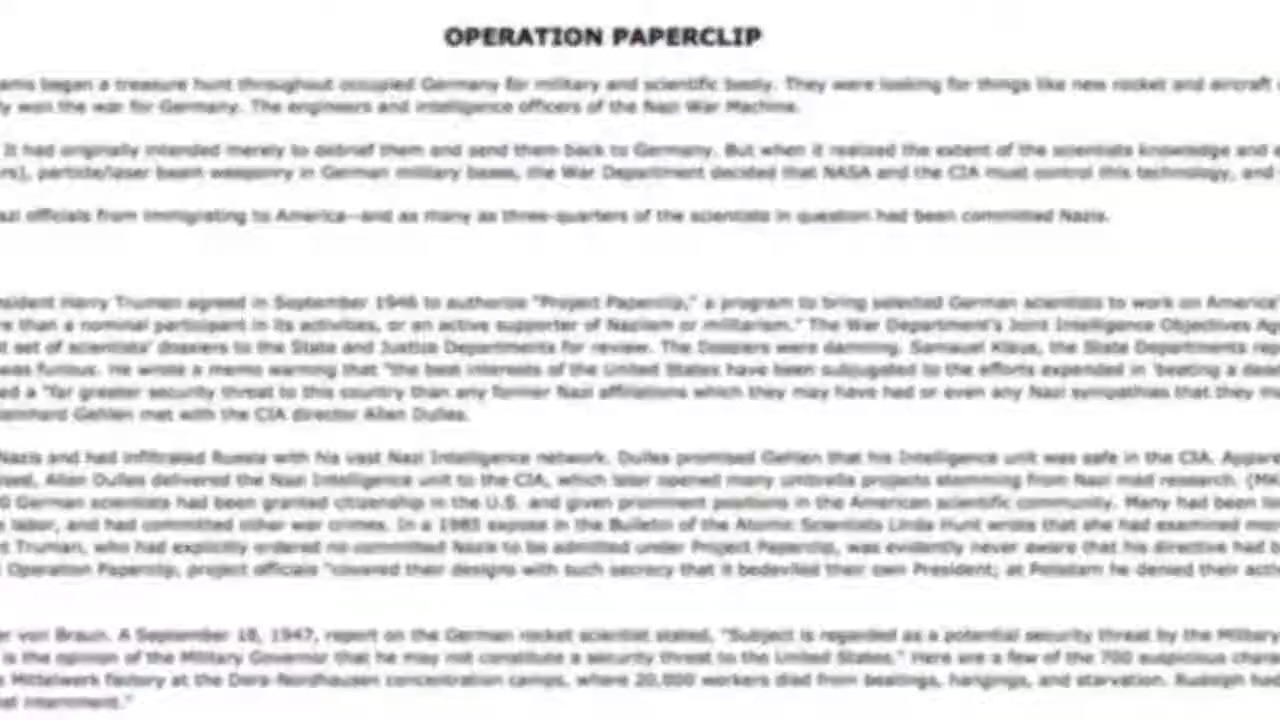 OPERATION PAPERCLIP
began a treasure hunt throughout occupied Germany for military and scientific booty. They were looking for things like new rocket and aircraft
won the war for Germany. The engineers and intelligence officers of the Nazi War Machine.
It had originally intended merely to debrief them and send them back to Germany. But when it realized the extent of the scientists knowledge and
particle/laser beam weaponry in German military bases, the War Department decided that NASA and the CIA must control this technology, and
officials from immigrating to America--and as many as three-quarters of the scientists in question had been committed Nazis.
Harry Truman agreed in September 1946 to authorize "Project Paperclip," a program to bring selected German scientists to work on America'
than a nominal participant in its activities, or an active supporter of Naziism or militarism." The War Department's Joint Intelligence Objectives Ag
set of scientists' dossiers to the State and Justice Departments for review. The Dossiers were damning. Samauel Klaus, the State Departments rep
was furious. He wrote a memo warning that "the best interests of the United States have been subjugated to the efforts expended in 'beating a dead
ed a "far greater security threat to this country than any former Nazi affiliations which they may have had or even any Nazi sympathies that they
Gehlen met with the CIA director Allen Dulles.
Nazis and had infiltrated Russia with his vast Nazi Intelligence network. Dulles promised Gehlen that his Intelligence unit was safe in the CIA.
Allen Dulles delivered the Nazi Intelligence unit to the CIA, which later opened many umbrella projects stemming from Nazi mad research. (MK
German scientists had been granted citizenship in the U.S. and given prominent positions in the American scientific community. Many had been
labor, and had committed other war crimes. In a 1985 expose in the Bulletin of the Atomic Scientists Linda Hunt wrote that she had examined
Truman, who had explicitly ordered no committed Nazis to be admitted under Project Paperclip, was evidently never aware that his directive had
Operation Paperclip, project officials "covered their designs with such secrecy that it bedeviled their own President; at Potsdam he denied their
von Braun. A September 18, 1947, report on the German rocket scientist stated, "Subject is regarded as a potential security threat by the Military
is the opinion of the Military Governor that he may not constitute a security threat to the United States." Here are a few of the 700 suspicious
Mittelwerk factory at the Dora-Nordhausen concentration camps, where 20,000 workers died from beatings, hangings, and starvation. Rudolph had
internment."